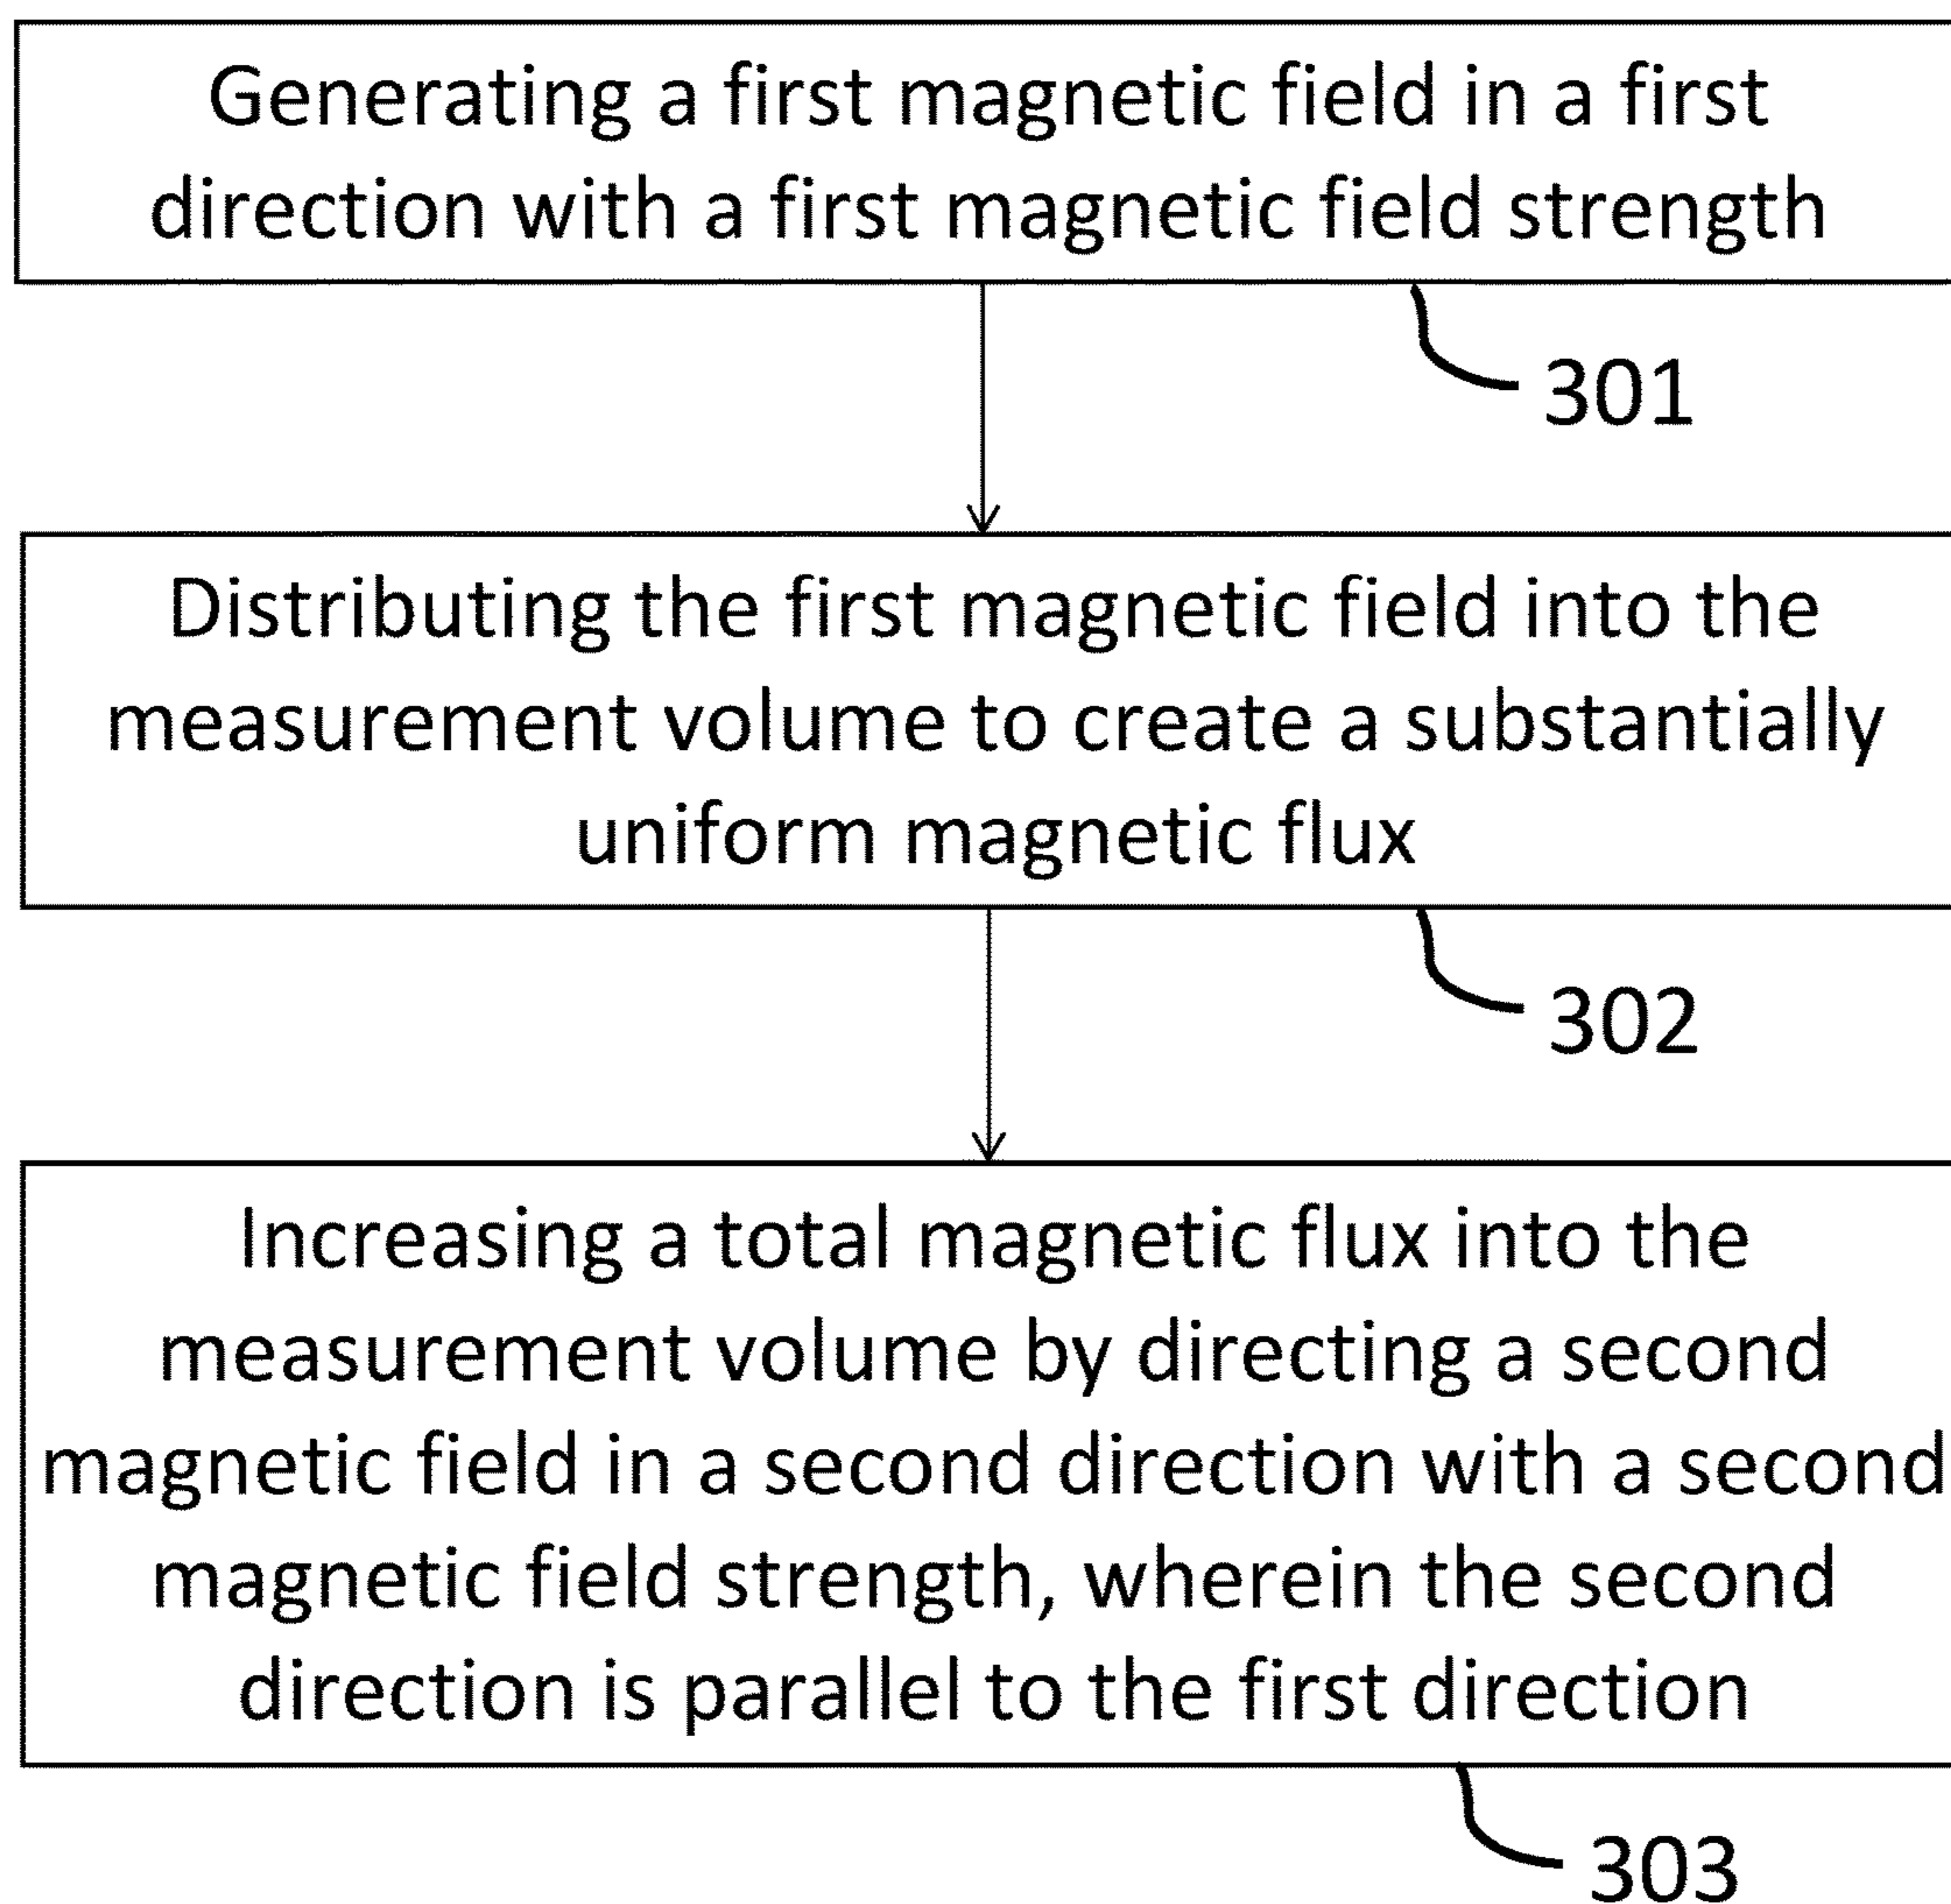 Generating a first magnetic field in a first
direction with a first magnetic field strength
301
Distributing the first magnetic field into the
measurement volume to create a substantially
uniform magnetic flux
302
Increasing a total magnetic flux into the
measurement volume by directing a second
magnetic field in a second direction with a second
magnetic field strength, wherein the second
direction is parallel to the first direction
303